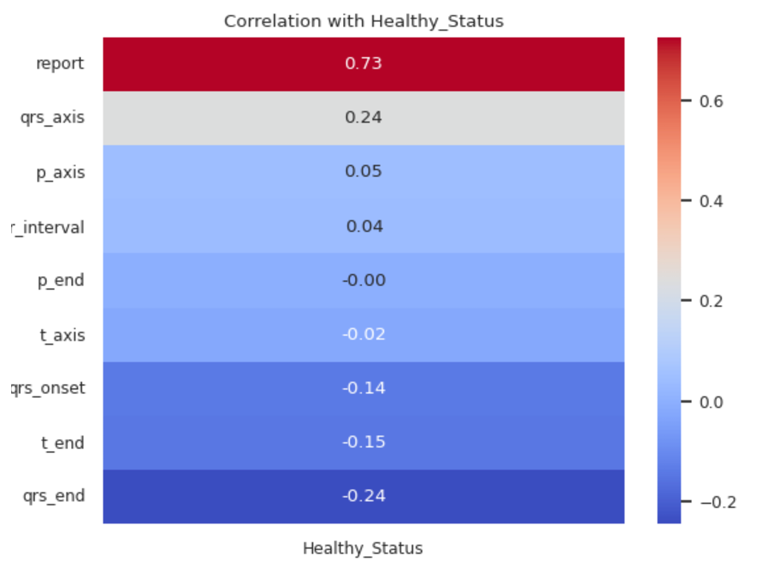 Correlation with Healthy_Status
report 0.73
qrs_axis 0.24
p_axis 0.05
r_interval 0.04
p_end -0.00
t_axis -0.02
qrs_onset -0.14
t_end -0.15
qrs_end -0.24
Healthy_Status
0.6
0.4
0.2
0.0
−0.2